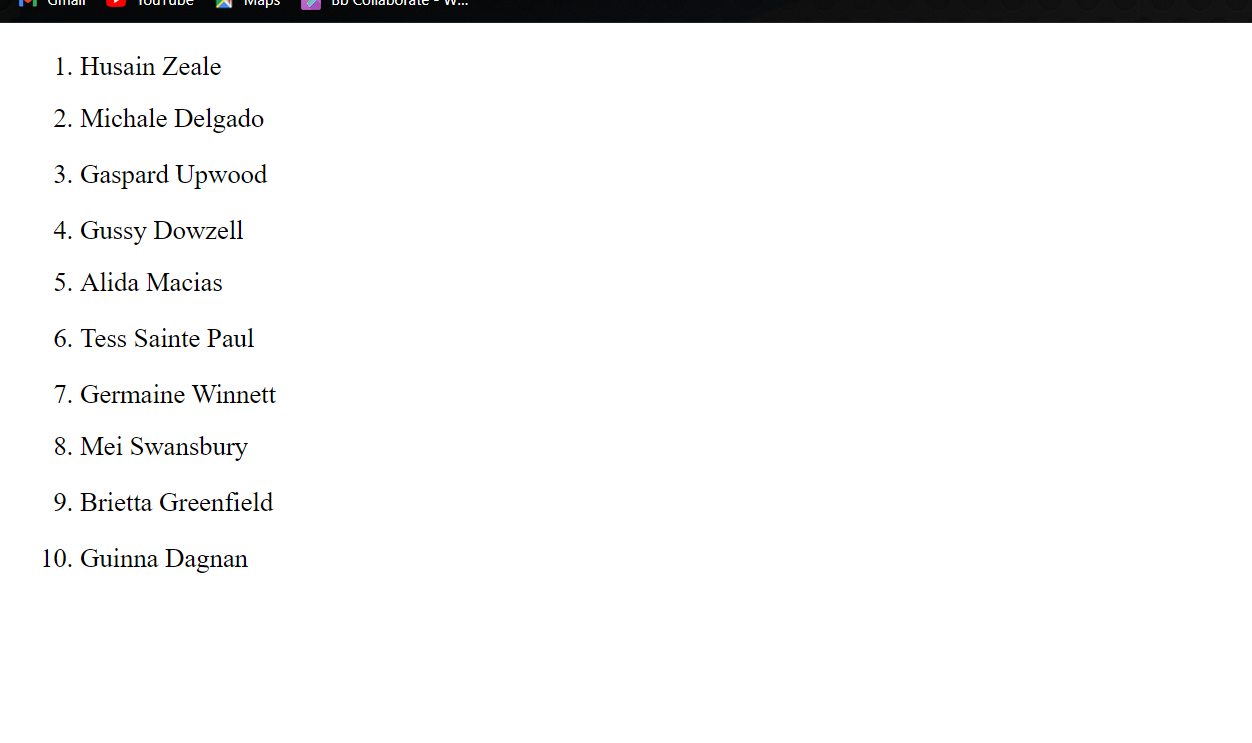 Gmail YouTube Maps Bb Collaborate - W...
1. Husain Zeale
2. Michale Delgado
3. Gaspard Upwood
4. Gussy Dowzell
5. Alida Macias
6. Tess Sainte Paul
7. Germaine Winnett
8. Mei Swansbury
9. Brietta Greenfield
10. Guinna Dagnan